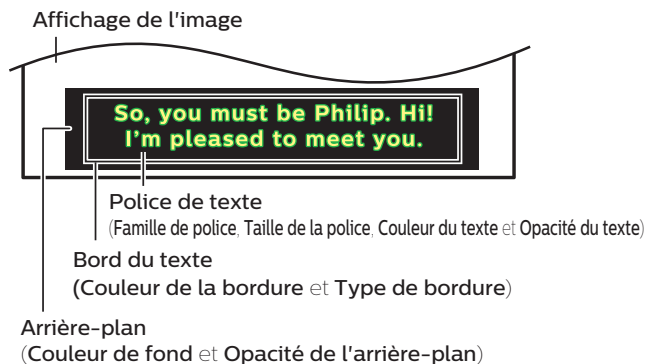 Affichage de l'image
So, you must be Philip. Hi!
I'm pleased to meet you.
Police de texte
(Famille de police, Taille de la police, Couleur du texte et Opacité du texte)
Bord du texte
(Couleur de la bordure et Type de bordure)
Arrière-plan
(Couleur de fond et Opacité de l'arrière-plan)